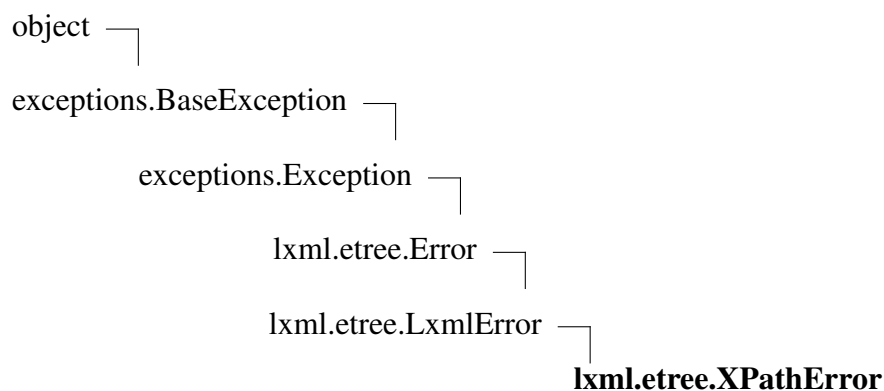 object
exceptions.BaseException
exceptions.Exception
lxml.etree.Error
lxml.etree.LxmlError
lxml.etree.XPathError